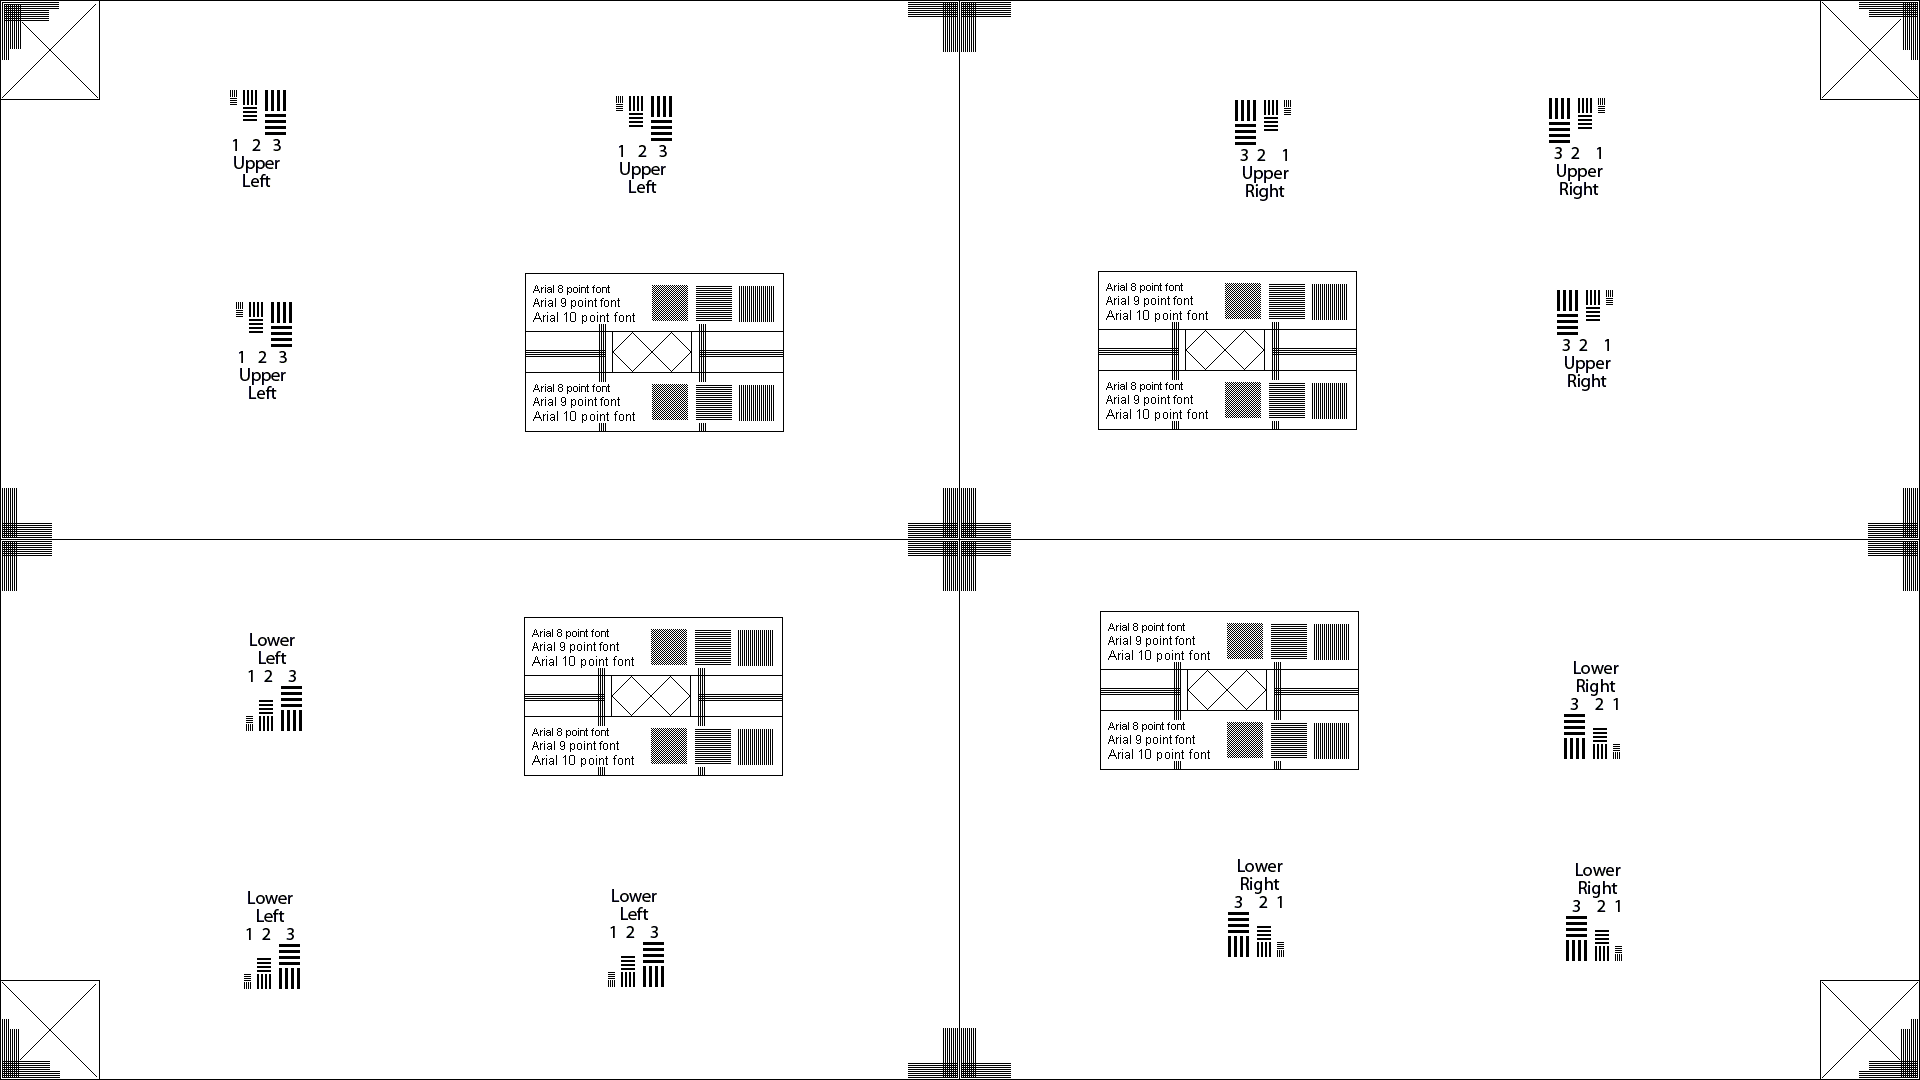 1 2 3
Upper
Left
1 2 3
Upper
Left
3 2 1
Upper
Right
3 2 1
Upper
Right
1 2 3
Upper
Left
Arial 8 point font
Arial 9 point font
Arial 10 point font
Arial 8 point font
Arial 9 point font
Arial 10 point font
Arial 8 point font
Arial 9 point font
Arial 10 point font
Arial 8 point font
Arial 9 point font
Arial 10 point font
3 2 1
Upper
Right
Lower
Left
1 2 3
Arial 8 point font
Arial 9 point font
Arial 10 point font
Arial 8 point font
Arial 9 point font
Arial 10 point font
Arial 8 point font
Arial 9 point font
Arial 10 point font
Arial 8 point font
Arial 9 point font
Arial 10 point font
Lower
Right
3 2 1
Lower
Left
1 2 3
Lower
Left
1 2 3
Lower
Right
3 2 1
Lower
Right
3 2 1